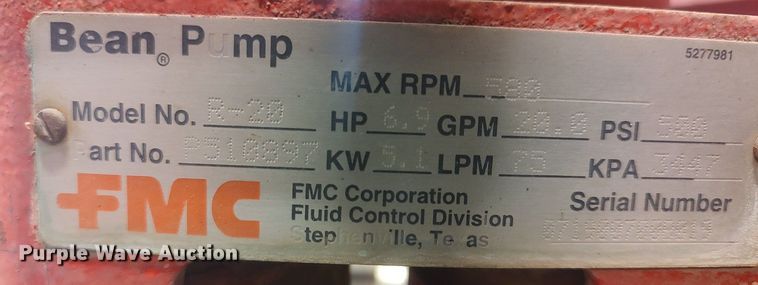 Bean® Pump
5277981
MAX RPM 580
Model No. R-20 HP 6.9 GPM 20.0 PSI 500
Part No. P510897 KW 5.1 LPM 75 KPA 3447
FMC
FMC Corporation
Fluid Control Division
Stephenville, Texas
Serial Number
Purple Wave Auction